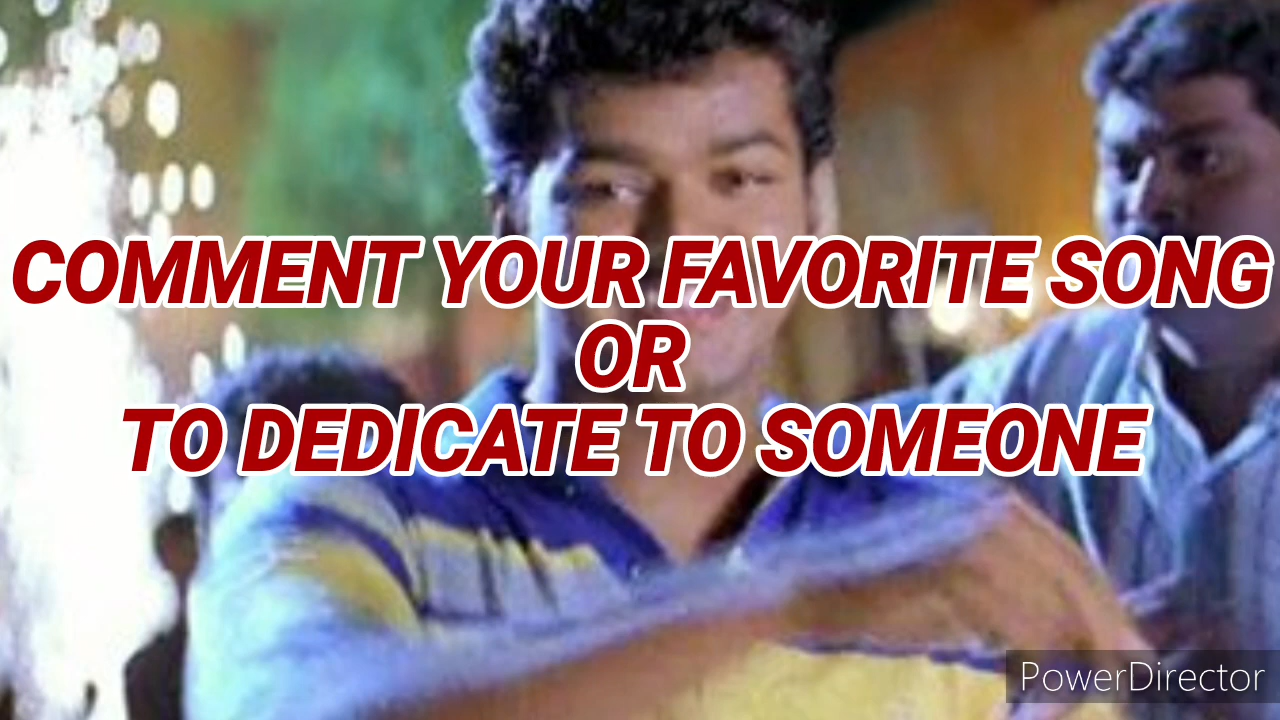 COMMENT YOUR FAVORITE SONG
OR
TO DEDICATE TO SOMEONE
PowerDirector